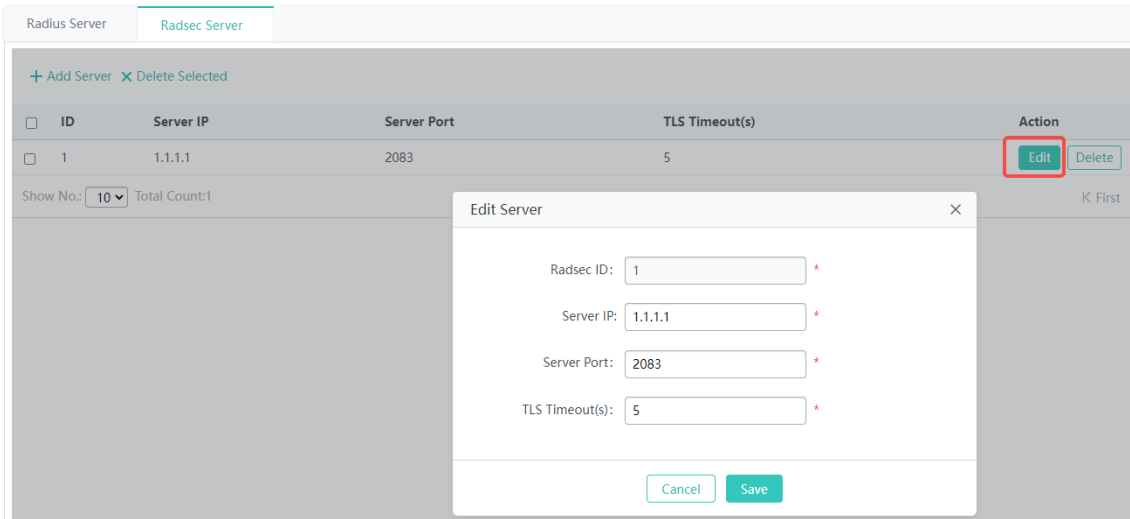 Radius Server Radsec Server
Add Server Delete Selected
ID Server IP Server Port TLS Timeout(s) Action
1 1.1.1.1 2083 5 Edit Delete
Show No.: 10 Total Count:1 First
Edit Server
Radsec ID: 1 *
Server IP: 1.1.1.1 *
Server Port: 2083 *
TLS Timeout(s): 5 *
Cancel Save